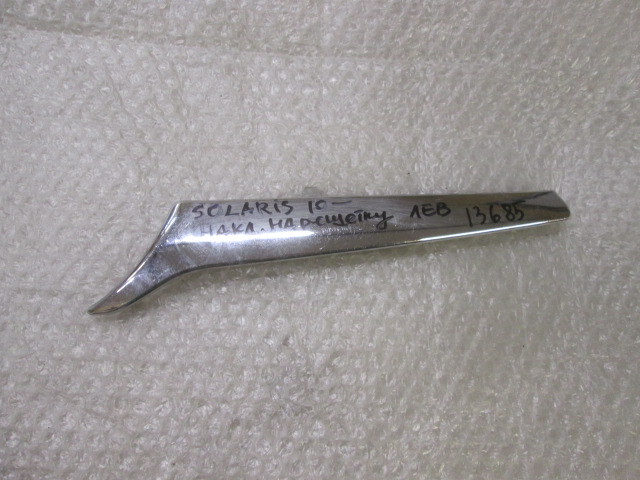 SOLARIS 10-
НАКЛ. НА РЕШЕТКУ ЛЕВ 13685